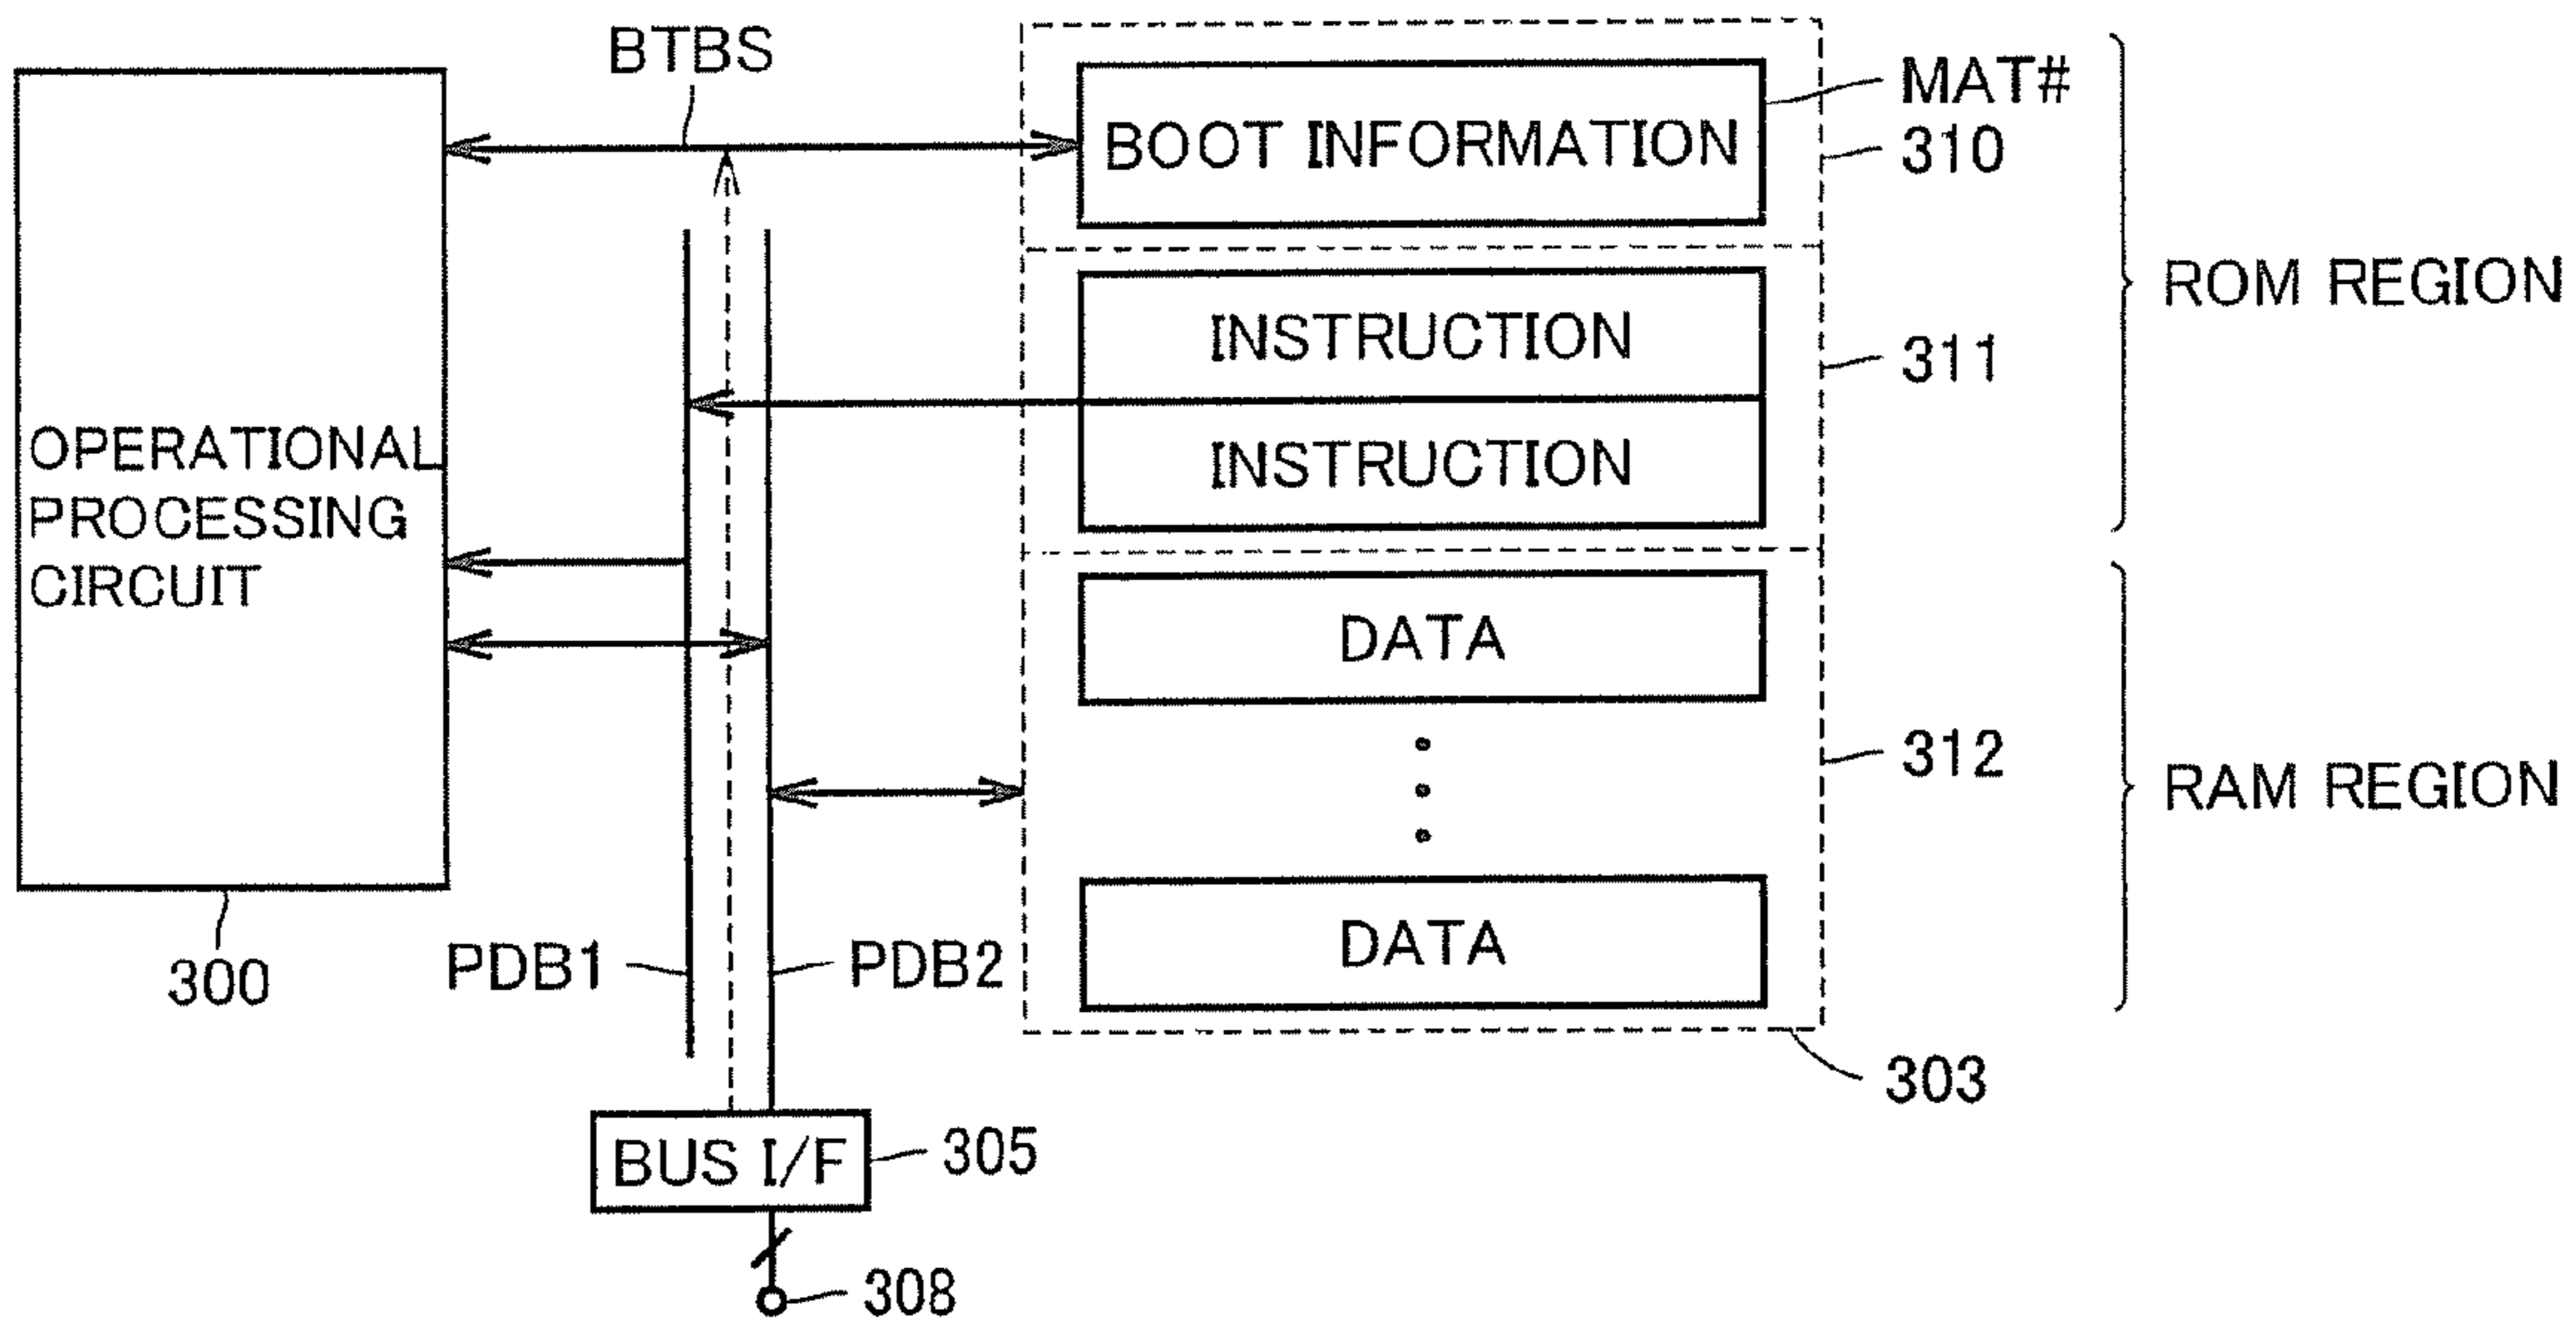 BTBS
MAT#
BOOT INFORMATION
310
ROM REGION
INSTRUCTION
311
INSTRUCTION
OPERATIONAL
PROCESSING
CIRCUIT
DATA
312
RAM REGION
DATA
300
PDB1
PDB2
303
BUS I/F
305
308